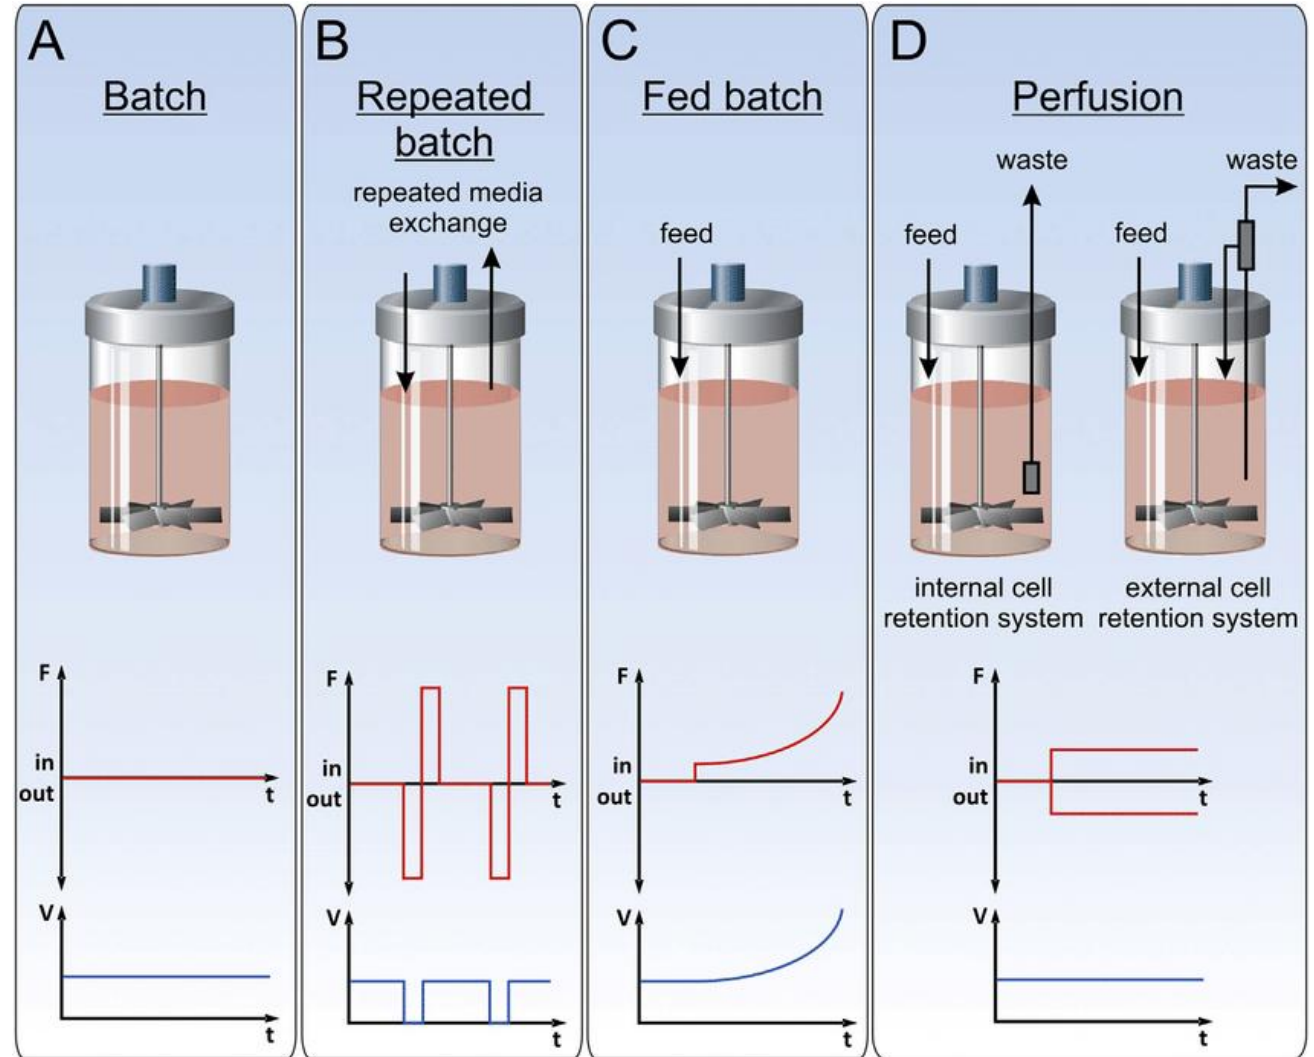 A
Batch
F
in
out
t
V
t
B
Repeated
batch
repeated media
exchange
F
in
out
t
V
t
C
Fed batch
feed
F
in
out
t
V
t
D
Perfusion
waste
feed
waste
feed
internal cell
retention system
external cell
retention system
F
in
out
t
V
t